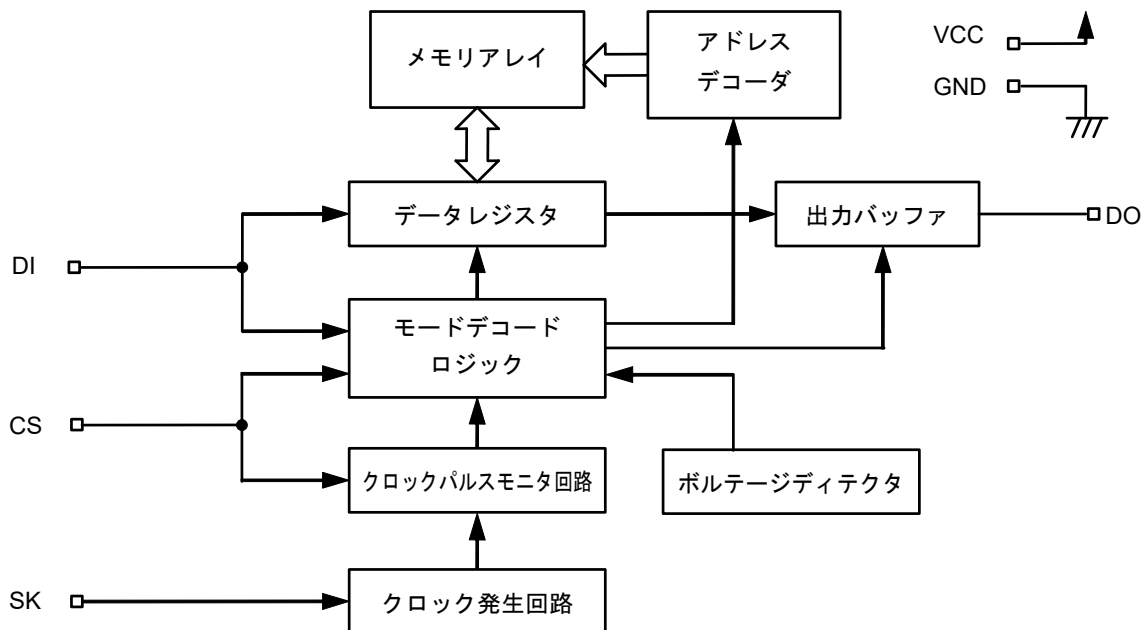 メモリアレイ
アドレス
デコーダ
VCC
GND
データレジスタ
出力バッファ
DO
DI
モードデコード
ロジック
CS
クロックパルスモニタ回路
ボルテージディテクタ
SK
クロック発生回路